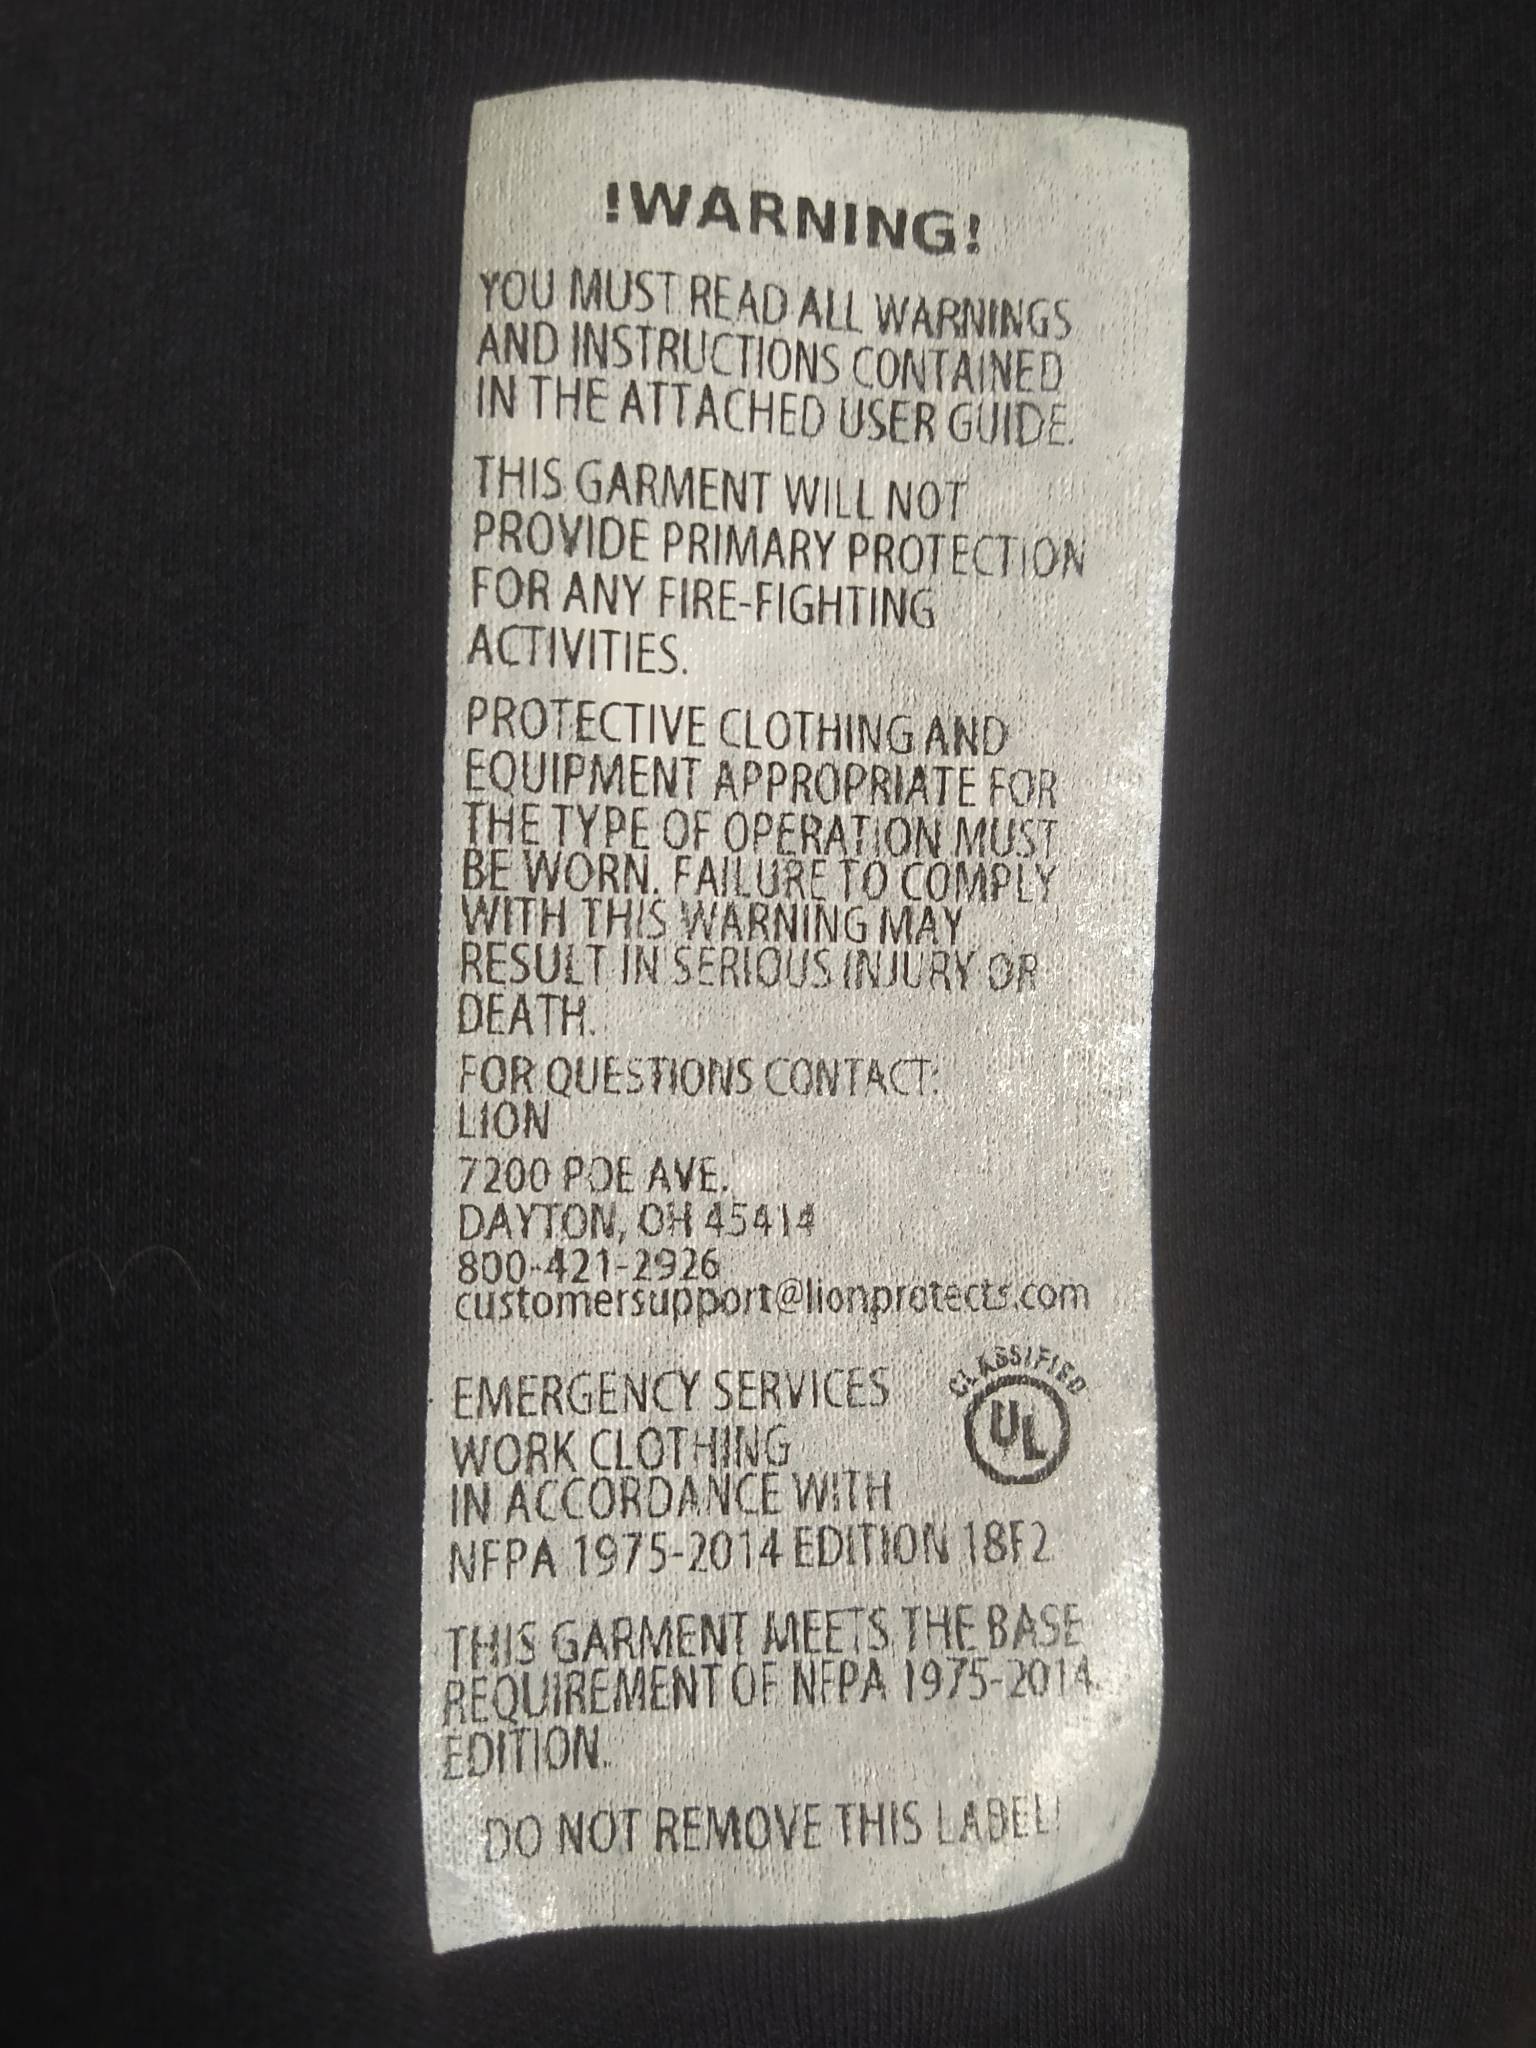 !WARNING!
YOU MUST READ ALL WARNINGS
AND INSTRUCTIONS CONTAINED
IN THE ATTACHED USER GUIDE.
THIS GARMENT WILL NOT
PROVIDE PRIMARY PROTECTION
FOR ANY FIRE-FIGHTING
ACTIVITIES.
PROTECTIVE CLOTHING AND
EQUIPMENT APPROPRIATE FOR
THE TYPE OF OPERATION MUST
BE WORN. FAILURE TO COMPLY
WITH THIS WARNING MAY
RESULT IN SERIOUS INJURY OR
DEATH.
FOR QUESTIONS CONTACT:
LION
7200 POE AVE.
DAYTON, OH 45414
800-421-2926
customersupport@lionprotects.com
CLASSIFIED
UL
EMERGENCY SERVICES
WORK CLOTHING
IN ACCORDANCE WITH
NFPA 1975-2014 EDITION 18F2
THIS GARMENT MEETS THE BASE
REQUIREMENT OF NFPA 1975-2014
EDITION.
DO NOT REMOVE THIS LABEL!